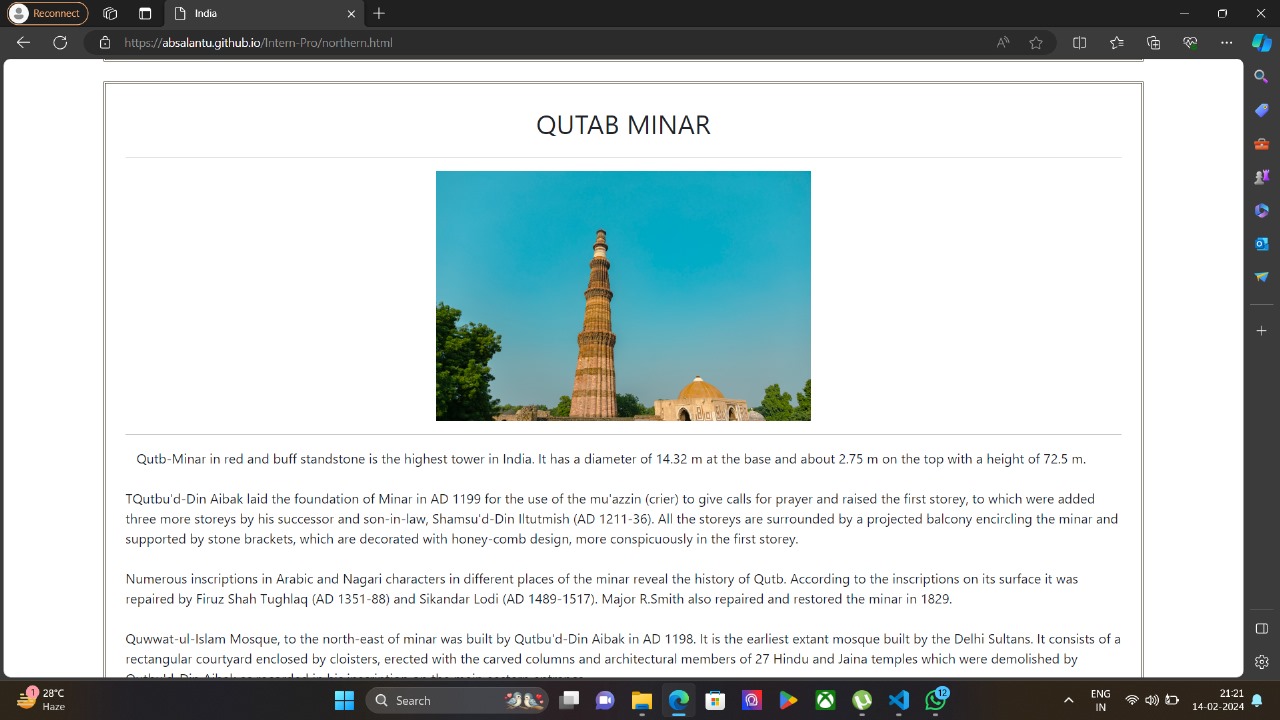 Reconnect
India
https://absalantu.github.io/Intern-Pro/northern.html
QUTAB MINAR
Qutb-Minar in red and buff standstone is the highest tower in India. It has a diameter of 14.32 m at the base and about 2.75 m on the top with a height of 72.5 m.
TQutbu'd-Din Aibak laid the foundation of Minar in AD 1199 for the use of the mu'azzin (crier) to give calls for prayer and raised the first storey, to which were added
three more storeys by his successor and son-in-law, Shamsu'd-Din Iltutmish (AD 1211-36). All the storeys are surrounded by a projected balcony encircling the minar and
supported by stone brackets, which are decorated with honey-comb design, more conspicuously in the first storey.
Numerous inscriptions in Arabic and Nagari characters in different places of the minar reveal the history of Qutb. According to the inscriptions on its surface it was
repaired by Firuz Shah Tughlaq (AD 1351-88) and Sikandar Lodi (AD 1489-1517). Major R.Smith also repaired and restored the minar in 1829.
Quwwat-ul-Islam Mosque, to the north-east of minar was built by Qutbu'd-Din Aibak in AD 1198. It is the earliest extant mosque built by the Delhi Sultans. It consists of a
rectangular courtyard enclosed by cloisters, erected with the carved columns and architectural members of 27 Hindu and Jaina temples which were demolished by
1
28°C
Haze
Search
12
ENG
IN
21:21
14-02-2024